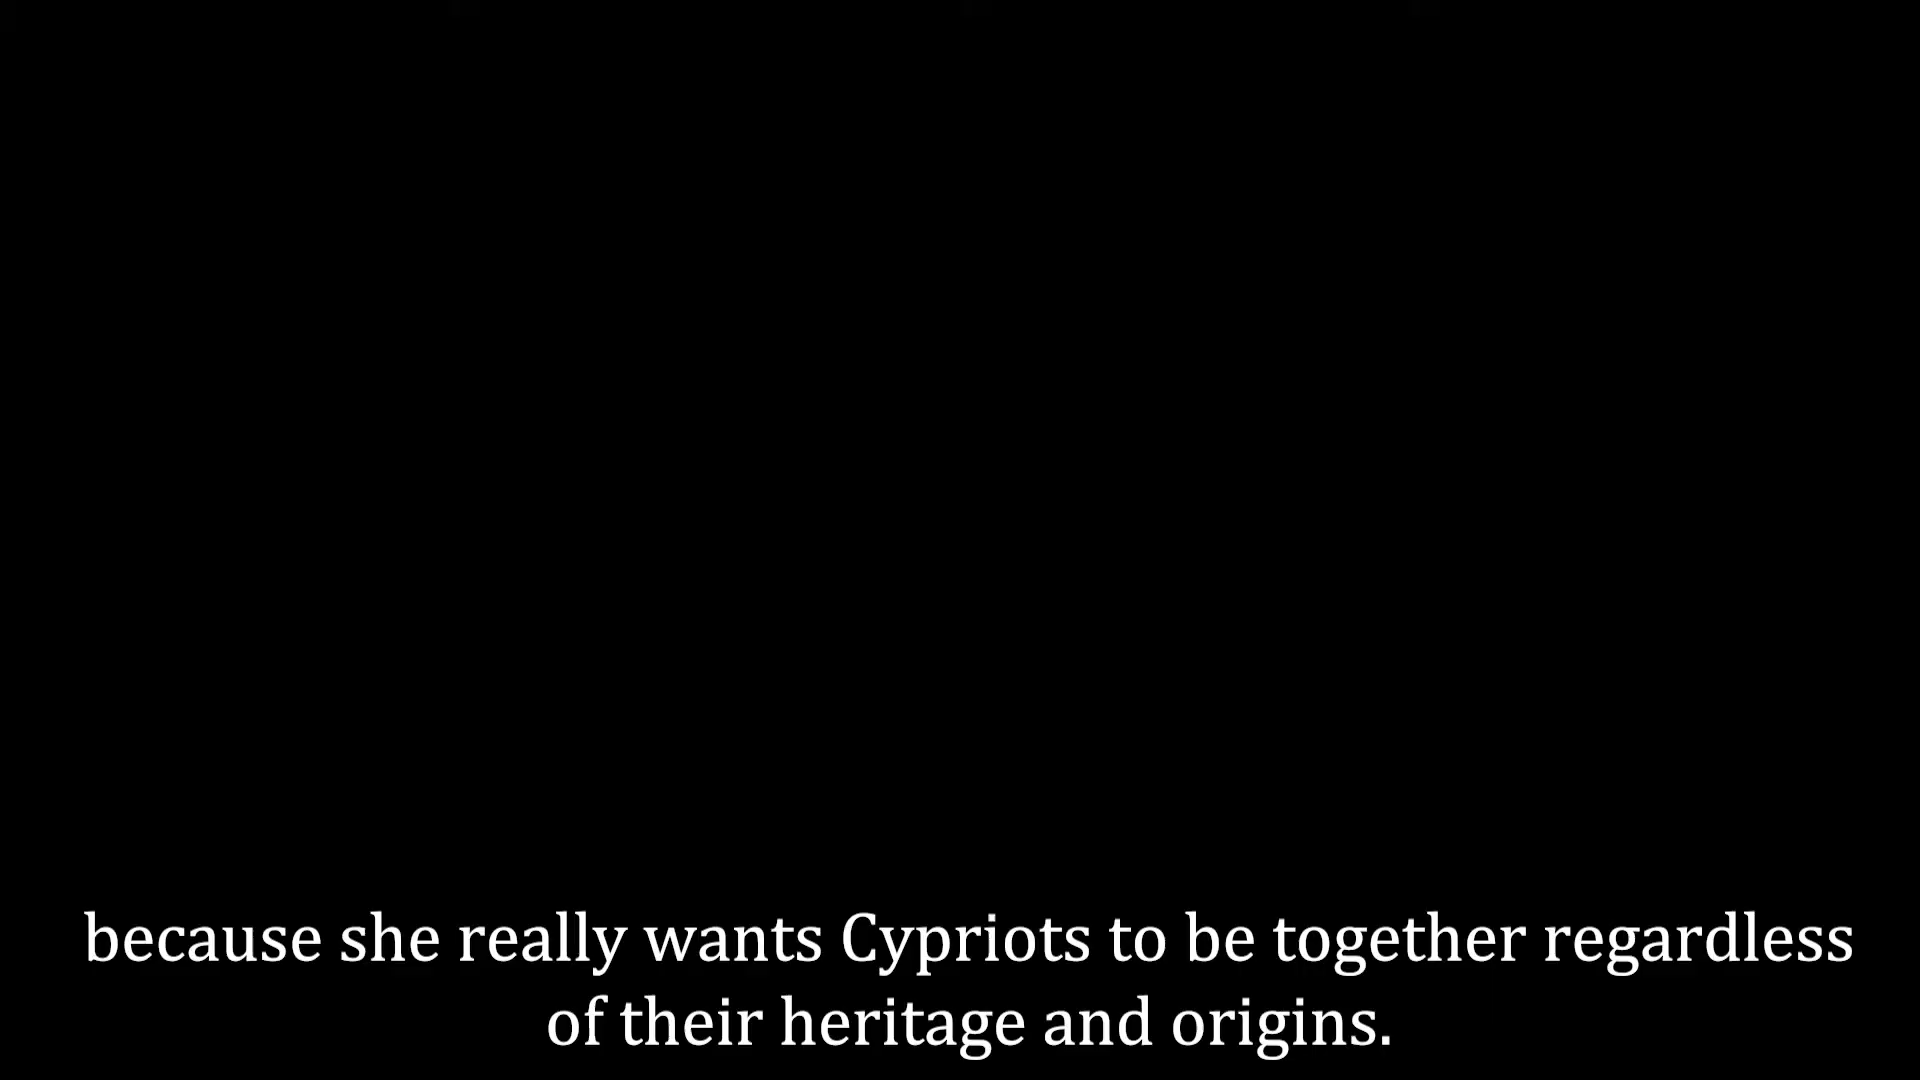 because she really wants Cypriots to be together regardless
of their heritage and origins.